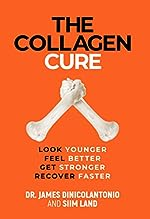 THE
COLLAGEN
CURE
LOOK YOUNGER
FEEL BETTER
GET STRONGER
RECOVER FASTER
DR. JAMES DINICOLANTONIO
AND SIIM LAND